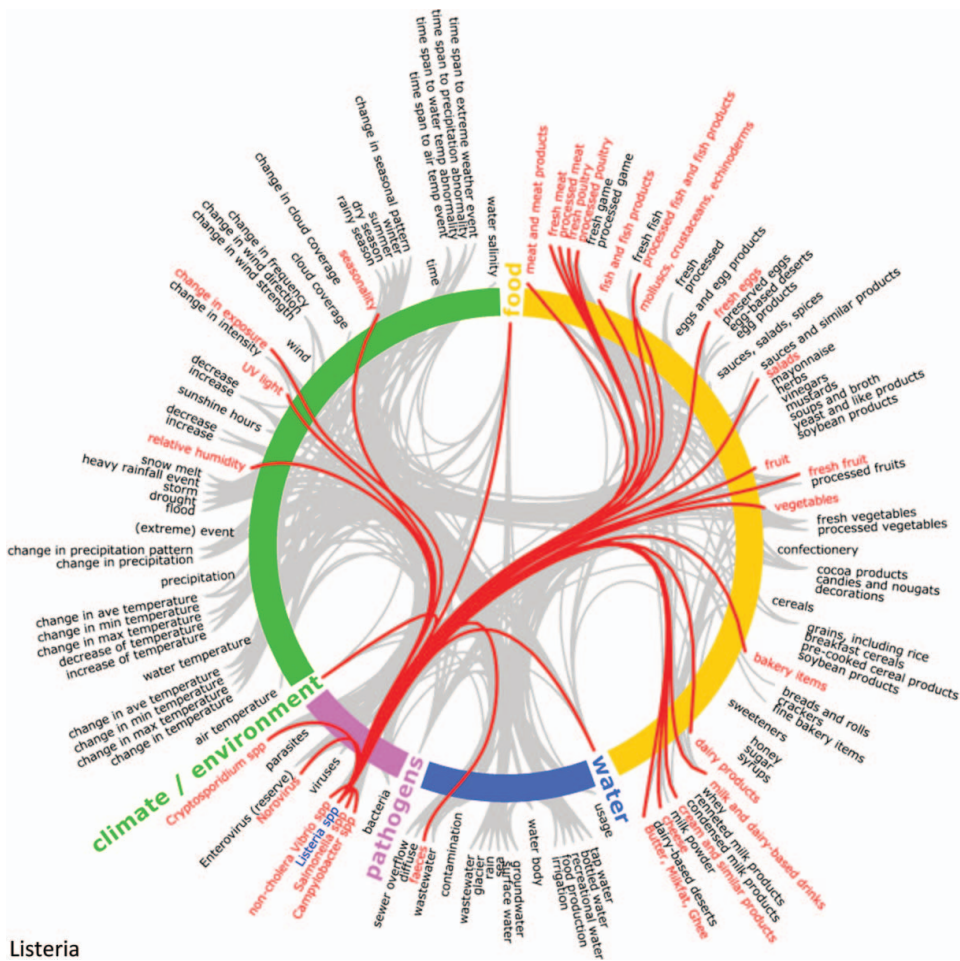 time span to extreme weather event
time span to precipitation abnormality
time span to water temp abnormality
time span to air temp event
time
water salinity
change in seasonal pattern
winter
summer
dry season
rainy season
seasonality
change in cloud coverage
cloud coverage
change in frequency
change in wind direction
change in wind strength
wind
change in exposure
change in intensity
UV light
decrease
increase
sunshine hours
decrease
increase
relative humidity
snow melt
heavy rainfall event
storm
drought
flood
(extreme) event
change in precipitation pattern
change in precipitation
precipitation
change in ave temperature
change in min temperature
change in max temperature
decrease of temperature
increase of temperature
water temperature
change in ave temperature
change in min temperature
change in max temperature
change in temperature
air temperature
climate / environment
Cryptosporidium spp
parasites
Enterovirus (reserve)
Norovirus
viruses
non-cholera Vibrio spp
Listeria spp
Salmonella spp
Campyrobacter spp
bacteria
pathogens
sewer overflow
diffuse
faeces
wastewater
contamination
wastewater
glacier
rain
sea
surface water
groundwater
water body
irrigation
food production
recreational water
bottled water
tap water
usage
water
food
meat and meat products
fresh meat
processed meat
fresh poultry
processed poultry
fresh game
processed game
fish and fish products
fresh fish
processed fish and fish products
molluscs, crustaceans, echinoderms
fresh
processed
eggs and egg products
fresh eggs
preserved eggs
egg-based deserts
egg products
sauces, salads, spices
sauces and similar products
salads
mayonnaise
herbs
vinegars
mustards
soups and broth
yeast and like products
soybean products
fruit
fresh fruit
processed fruits
vegetables
fresh vegetables
processed vegetables
confectionery
cocoa products
candies and nougats
decorations
cereals
grains, including rice
breakfast cereals
pre-cooked cereal products
soybean products
bakery items
breads and rolls
crackers
fine bakery items
sweeteners
honey
sugar
syrups
dairy products
milk and dairy-based drinks
whey
renneted milk products
condensed milk products
cream and similar products
milk powder
cheese
dairy-based deserts
Butter, Milkfat, Ghee
Listeria